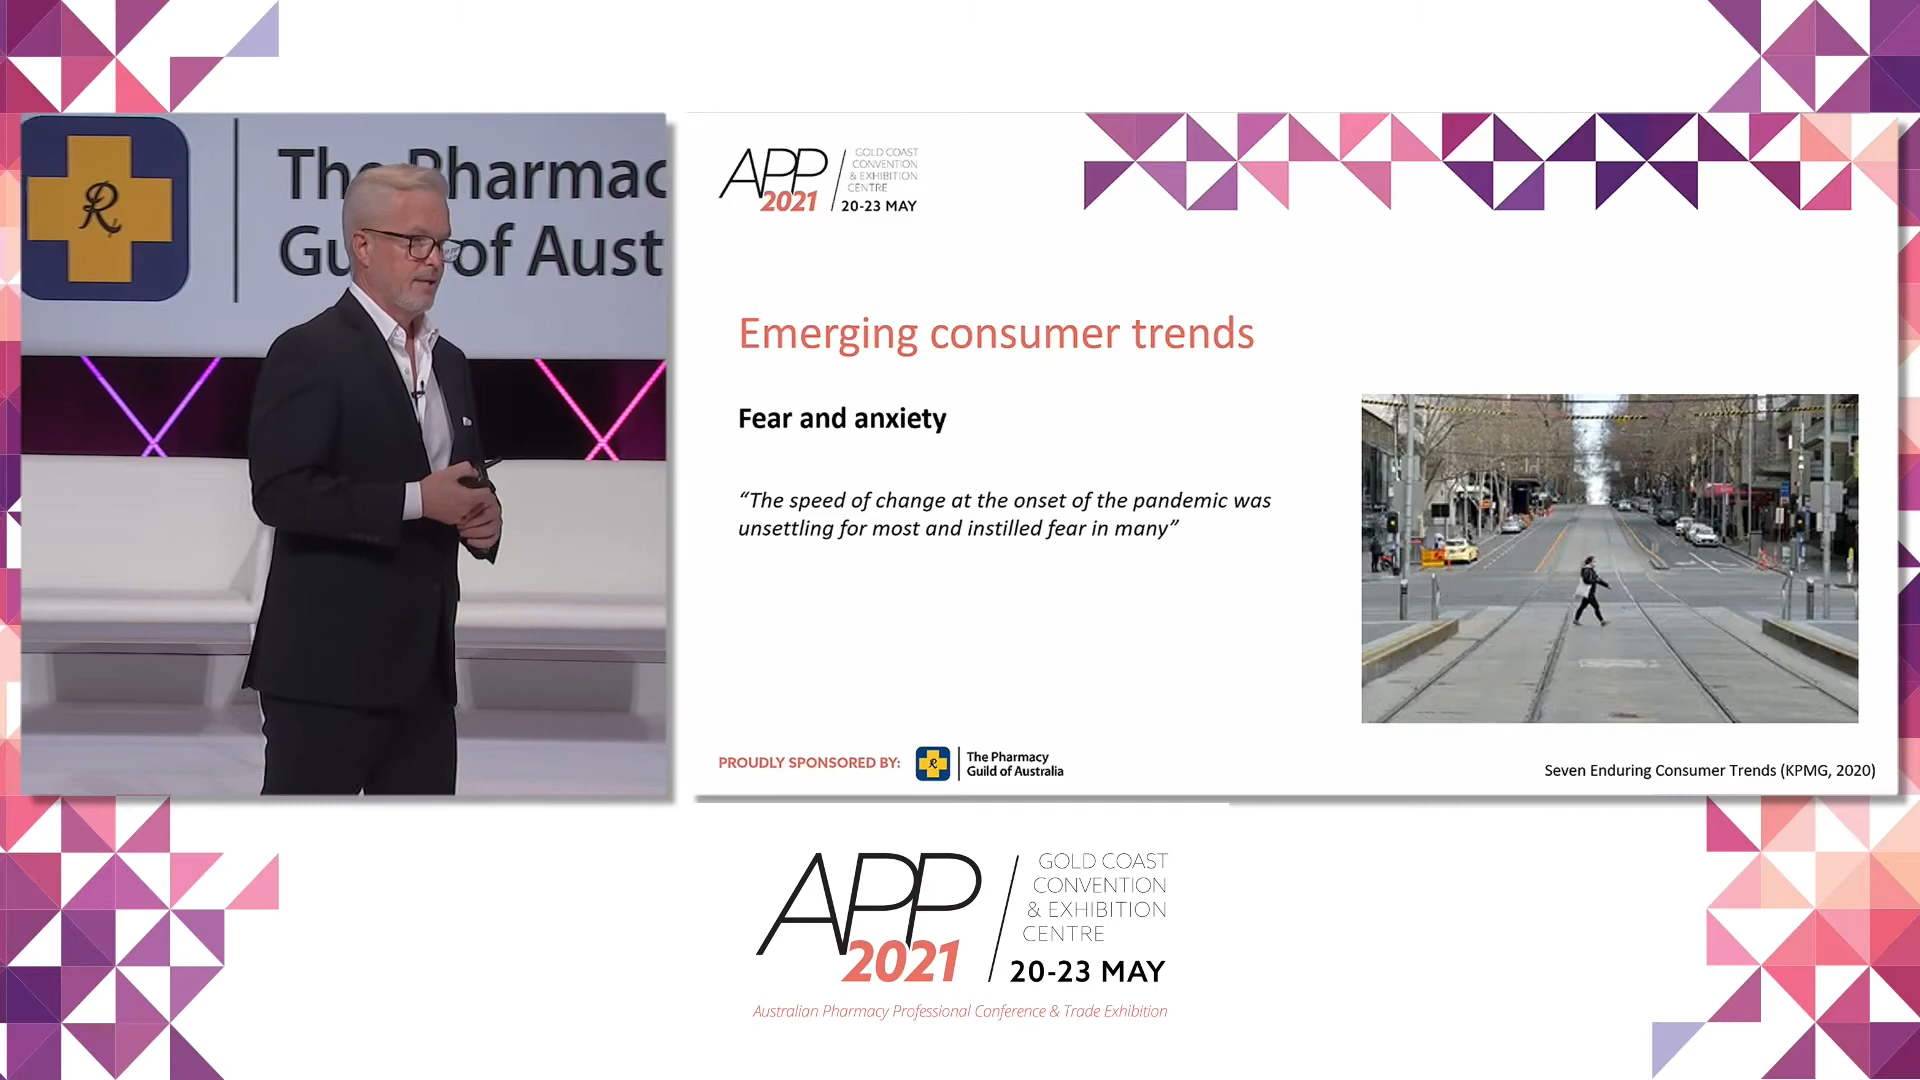 The Pharmac
Gu of Aust
APP
2021
GOLD COAST
CONVENTION
& EXHIBITION
CENTRE
20-23 MAY
Emerging consumer trends
Fear and anxiety
“The speed of change at the onset of the pandemic was
unsettling for most and instilled fear in many”
PROUDLY SPONSORED BY:
The Pharmacy
Guild of Australia
Seven Enduring Consumer Trends (KPMG, 2020)
APP
2021
GOLD COAST
CONVENTION
& EXHIBITION
CENTRE
20-23 MAY
Australian Pharmacy Professional Conference & Trade Exhibition